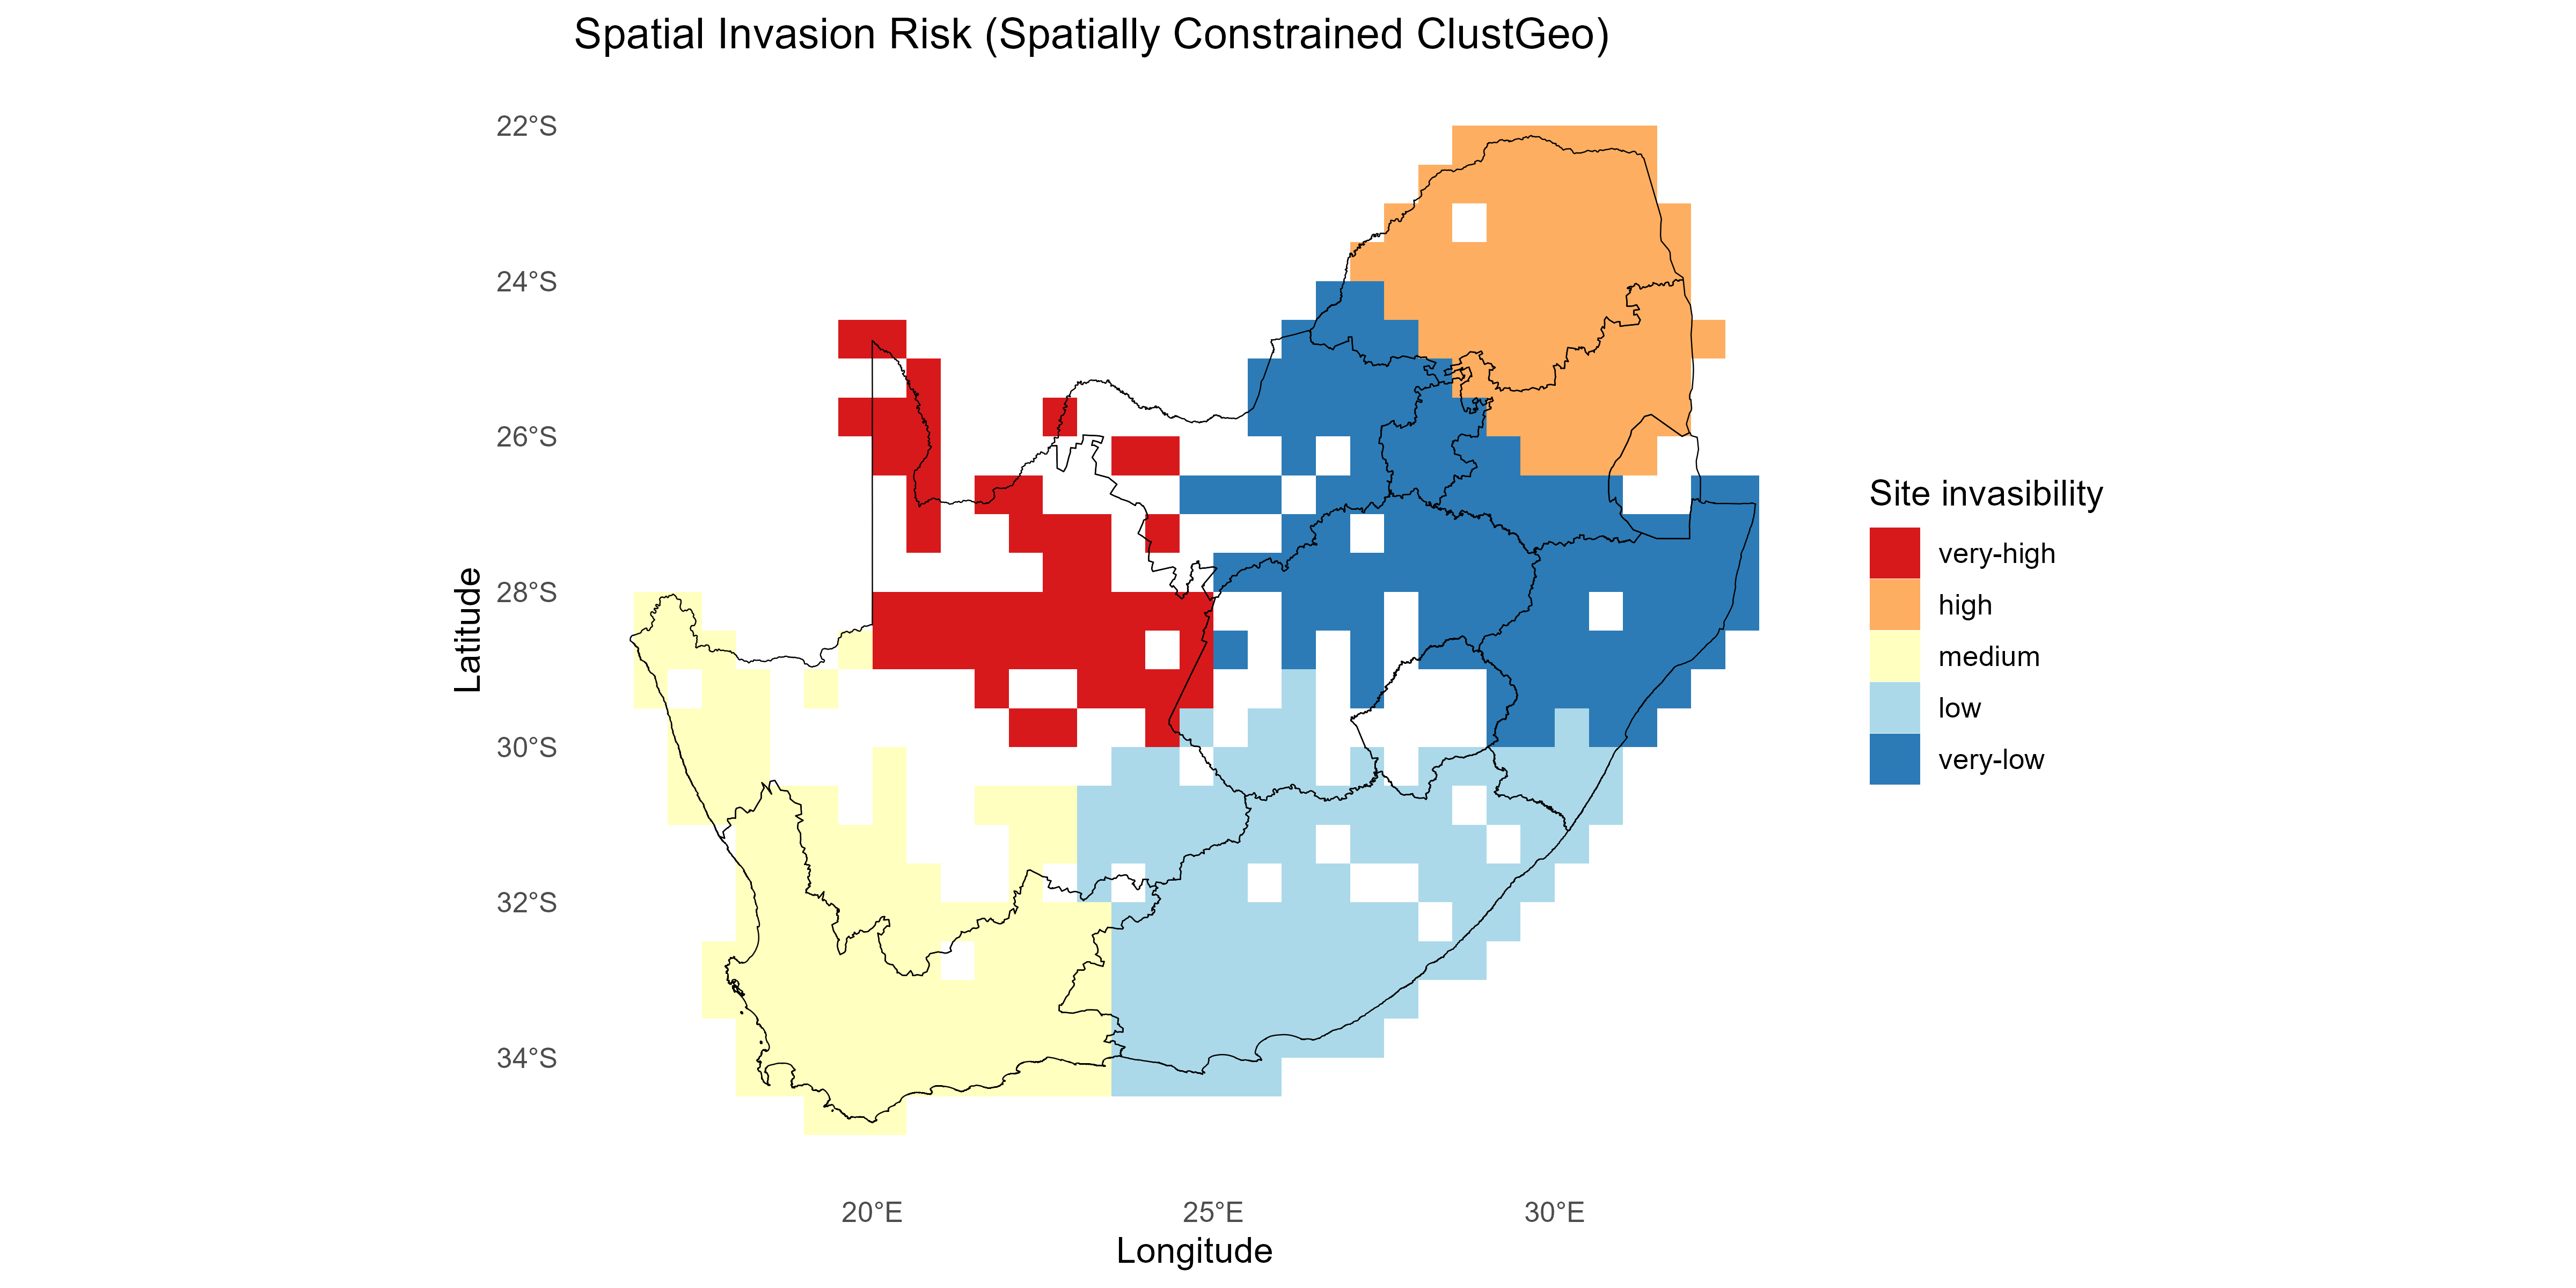 Spatial Invasion Risk (Spatially Constrained ClustGeo)
22°S
24°S
26°S
28°S
30°S
32°S
34°S
Latitude
20°E
25°E
30°E
Longitude
Site invasibility
very-high
high
medium
low
very-low